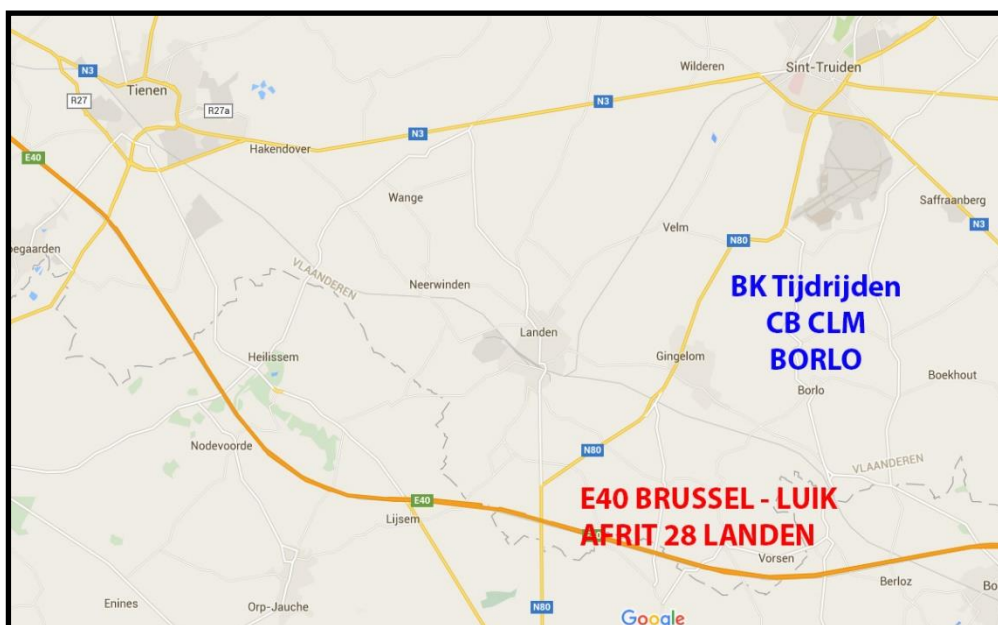 N3
Tienen
R27
R27a
Wilderen
Sint-Truiden
N3
N3
E40
Hakendover
Wange
Saffraanberg
N3
Velm
N80
VLAANDEREN
Neerwinden
BK Tijdrijden
CB CLM
BORLO
Landen
Heilissem
Gingelom
Boekhout
Borlo
Nodevoorde
N80
VLAANDEREN
E40 BRUSSEL - LUIK
AFRIT 28 LANDEN
E40
Lijsem
Vorsen
Berloz
Enines
Orp-Jauche
N80
Google